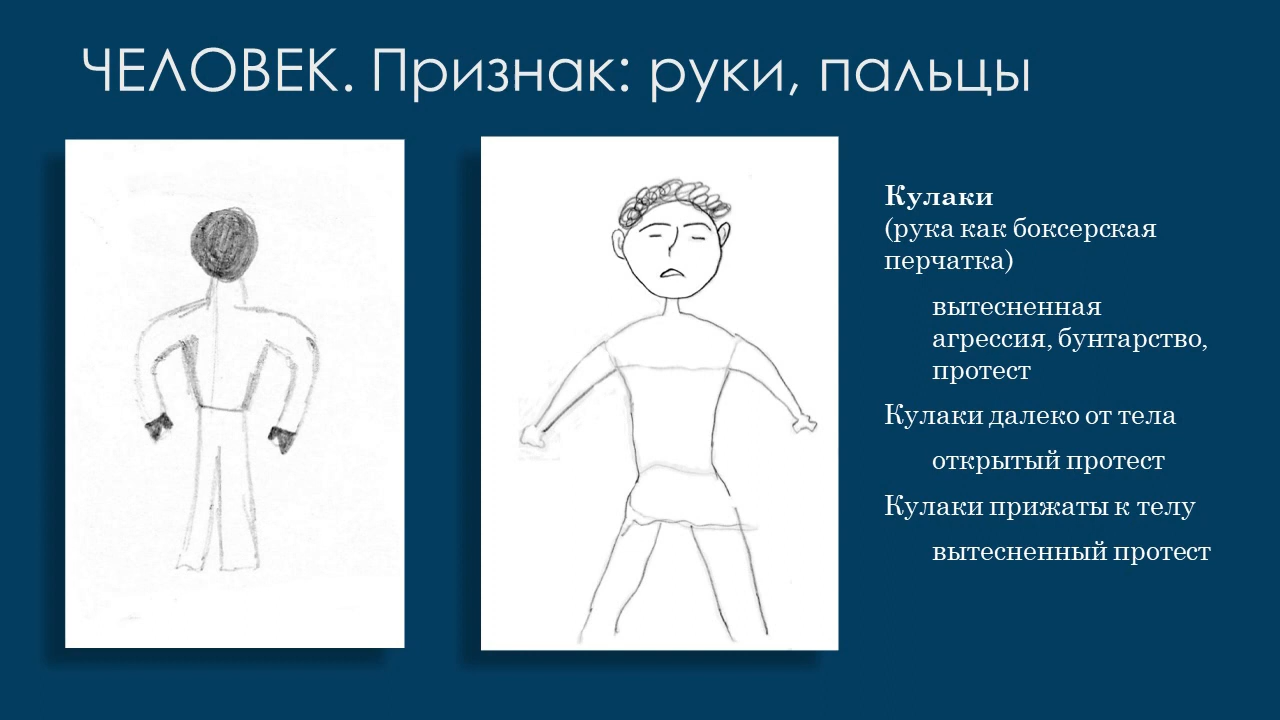 ЧЕЛОВЕК. Признак: руки, пальцы
Кулаки
(рука как боксерская
перчатка)
вытесненная
агрессия, бунтарство,
протест
Кулаки далеко от тела
открытый протест
Кулаки прижаты к телу
вытесненный протест